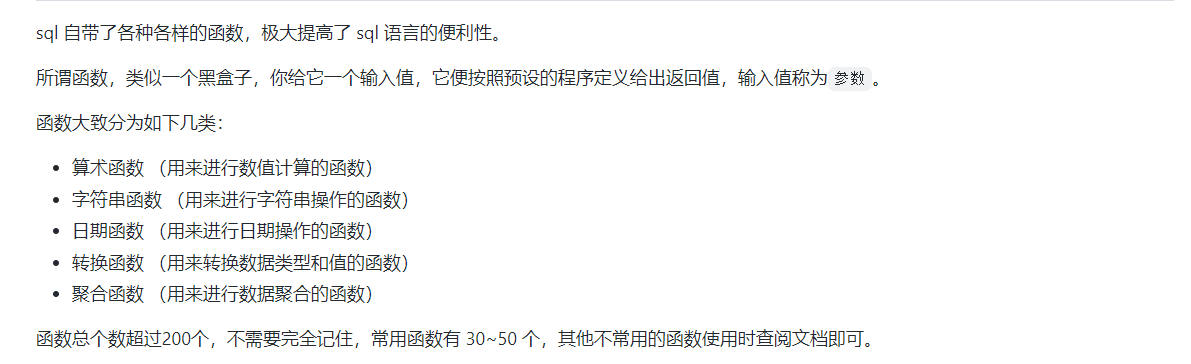 sql 自带了各种各样的函数，极大提高了 sql 语言的便利性。
所谓函数，类似一个黑盒子，你给它一个输入值，它便按照预设的程序定义给出返回值，输入值称为参数。
函数大致分为如下几类：
• 算术函数 （用来进行数值计算的函数）
• 字符串函数 （用来进行字符串操作的函数）
• 日期函数 （用来进行日期操作的函数）
• 转换函数 （用来转换数据类型和值的函数）
• 聚合函数 （用来进行数据聚合的函数）
函数总个数超过200个，不需要完全记住，常用函数有 30~50 个，其他不常用的函数使用时查阅文档即可。